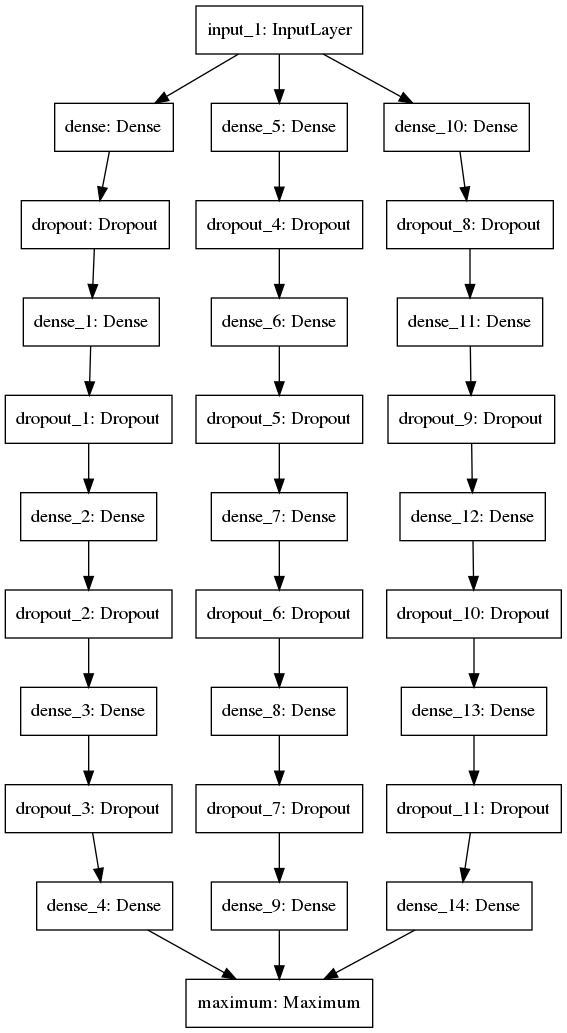 input_1: InputLayer
dense: Dense
dense_5: Dense
dense_10: Dense
dropout: Dropout
dropout_4: Dropout
dropout_8: Dropout
dense_1: Dense
dense_6: Dense
dense_11: Dense
dropout_1: Dropout
dropout_5: Dropout
dropout_9: Dropout
dense_2: Dense
dense_7: Dense
dense_12: Dense
dropout_2: Dropout
dropout_6: Dropout
dropout_10: Dropout
dense_3: Dense
dense_8: Dense
dense_13: Dense
dropout_3: Dropout
dropout_7: Dropout
dropout_11: Dropout
dense_4: Dense
dense_9: Dense
dense_14: Dense
maximum: Maximum